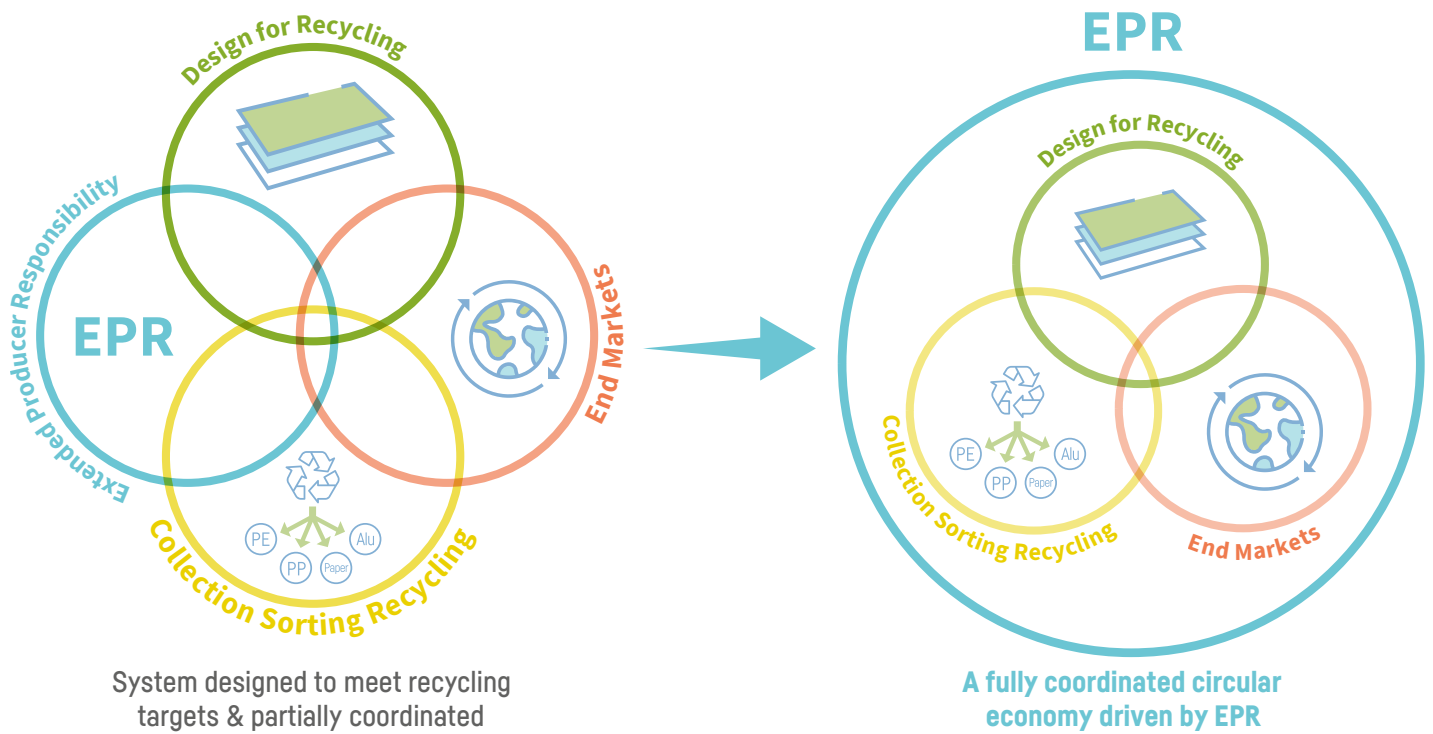 Design for Recycling
Extended Producer Responsibility
EPR
End Markets
PE
Alu
PP
Paper
Collection Sorting Recycling
System designed to meet recycling
targets & partially coordinated
EPR
Design for Recycling
PE
Alu
PP
Paper
Collection Sorting Recycling
End Markets
A fully coordinated circular
economy driven by EPR